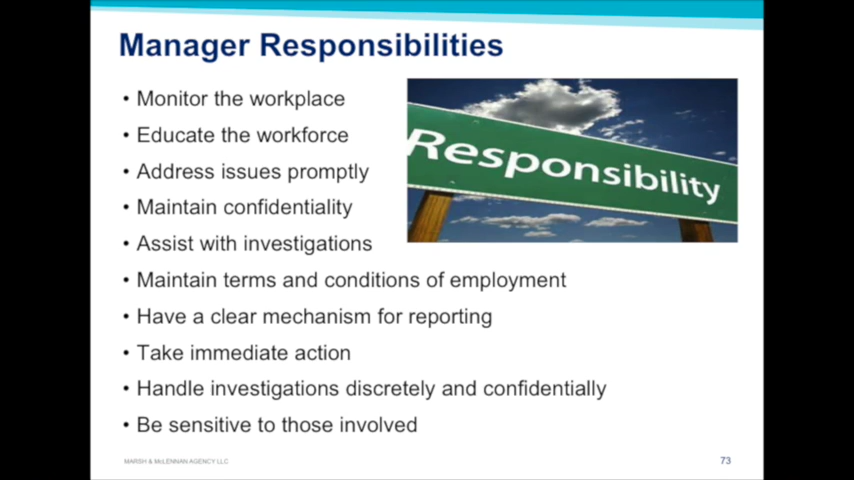 Manager Responsibilities
• Monitor the workplace
• Educate the workforce
• Address issues promptly
• Maintain confidentiality
• Assist with investigations
• Maintain terms and conditions of employment
• Have a clear mechanism for reporting
• Take immediate action
• Handle investigations discretely and confidentially
• Be sensitive to those involved
Responsibility
MARSH & McLENNAN AGENCY LLC
73